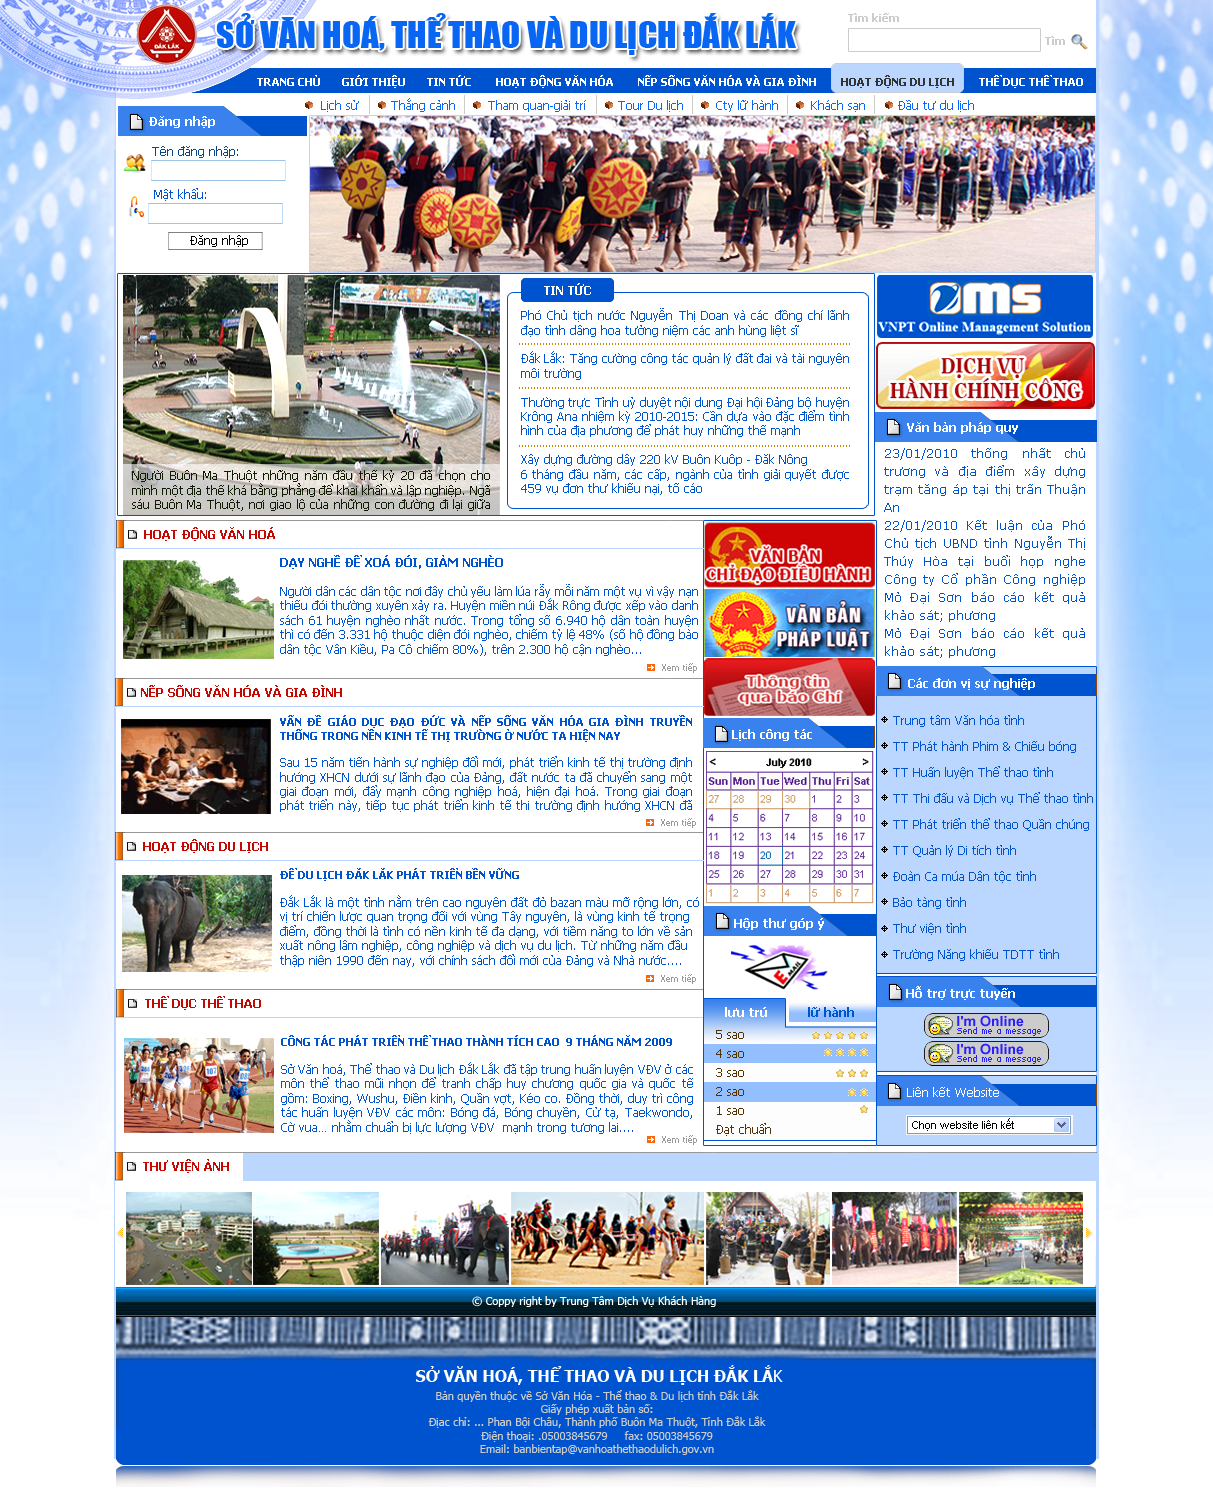 ĐĂK LĂK
SỞ VĂN HOÁ, THỂ THAO VÀ DU LỊCH ĐẮK LẮK
Tìm kiếm
Tìm
TRANG CHỦ
GIỚI THIỆU
TIN TỨC
HOẠT ĐỘNG VĂN HÓA
NẾP SỐNG VĂN HÓA VÀ GIA ĐÌNH
HOẠT ĐỘNG DU LỊCH
THỂ DỤC THỂ THAO
Lịch sử
Thắng cảnh
Tham quan-giải trí
Tour Du lịch
Cty lữ hành
Khách sạn
Đầu tư du lịch
Đăng nhập
Tên đăng nhập:
Mật khẩu:
Đăng nhập
Người Buôn Ma Thuột những năm đầu thế kỷ 20 đã chọn cho
mình một địa thế khá bằng phẳng để khai khẩn và lập nghiệp. Ngã
sáu Buôn Ma Thuột, nơi giao lộ của những con đường đi lại giữa
TIN TỨC
Phó Chủ tịch nước Nguyễn Thị Doan và các đồng chí lãnh
đạo tỉnh dâng hoa tưởng niệm các anh hùng liệt sĩ
Đắk Lắk: Tăng cường công tác quản lý đất đai và tài nguyên
môi trường
Thường trực Tỉnh uỷ duyệt nội dung Đại hội Đảng bộ huyện
Krông Ana nhiệm kỳ 2010-2015: Cần dựa vào đặc điểm tình
hình của địa phương để phát huy những thế mạnh
Xây dựng đường dây 220 kV Buôn Kuôp - Đăk Nông
6 tháng đầu năm, các cấp, ngành của tỉnh giải quyết được
459 vụ đơn thư khiếu nại, tố cáo
oms
VNPT Online Management Solution
DỊCH VỤ
HÀNH CHÍNH CÔNG
Văn bản pháp quy
23/01/2010 thống nhất chủ
trương và địa điểm xây dựng
trạm tăng áp tại thị trấn Thuận
An
22/01/2010 Kết luận của Phó
Chủ tịch UBND tỉnh Nguyễn Thị
Thúy Hòa tại buổi họp nghe
Công ty Cổ phần Công nghiệp
Mỏ Đại Sơn báo cáo kết quả
khảo sát; phương
Mỏ Đại Sơn báo cáo kết quả
khảo sát; phương
HOẠT ĐỘNG VĂN HOÁ
DẠY NGHỀ ĐỂ XOÁ ĐÓI, GIẢM NGHÈO
Người dân các dân tộc nơi đây chủ yếu làm lúa rẫy mỗi năm một vụ vì vậy nạn
thiếu đói thường xuyên xảy ra. Huyện miền núi Đắk Rông được xếp vào danh
sách 61 huyện nghèo nhất nước. Trong tổng số 6.940 hộ dân toàn huyện
thì có đến 3.331 hộ thuộc diện đói nghèo, chiếm tỷ lệ 48% (số hộ đồng bào
dân tộc Vân Kiều, Pa Cô chiếm 80%), trên 2.300 hộ cận nghèo...
Xem tiếp
NẾP SỐNG VĂN HÓA VÀ GIA ĐÌNH
VẤN ĐỀ GIÁO DỤC ĐẠO ĐỨC VÀ NẾP SỐNG VĂN HÓA GIA ĐÌNH TRUYỀN
THỐNG TRONG NỀN KINH TẾ THỊ TRƯỜNG Ở NƯỚC TA HIỆN NAY
Sau 15 năm tiến hành sự nghiệp đổi mới, phát triển kinh tế thị trường định
hướng XHCN dưới sự lãnh đạo của Đảng, đất nước ta đã chuyển sang một
giai đoạn mới, đẩy mạnh công nghiệp hoá, hiện đại hoá. Trong giai đoạn
phát triển này, tiếp tục phát triển kinh tế thi trường định hướng XHCN đã
Xem tiếp
HOẠT ĐỘNG DU LỊCH
ĐỂ DU LỊCH ĐẮK LẮK PHÁT TRIỂN BỀN VỮNG
Đắk Lắk là một tỉnh nằm trên cao nguyên đất đỏ bazan màu mỡ rộng lớn, có
vị trí chiến lược quan trọng đối với vùng Tây nguyên, là vùng kinh tế trọng
điểm, đồng thời là tỉnh có nền kinh tế đa dạng, với tiềm năng to lớn về sản
xuất nông lâm nghiệp, công nghiệp và dịch vụ du lịch. Từ những năm đầu
thập niên 1990 đến nay, với chính sách đổi mới của Đảng và Nhà nước....
Xem tiếp
THỂ DỤC THỂ THAO
CÔNG TÁC PHÁT TRIỂN THỂ THAO THÀNH TÍCH CAO 9 THÁNG NĂM 2009
Sở Văn hoá, Thể thao và Du lịch Đắk Lắk đã tập trung huấn luyện VĐV ở các
môn thể thao mũi nhọn để tranh chấp huy chương quốc gia và quốc tế
gồm: Boxing, Wushu, Điền kinh, Quần vợt, Kéo co. Đồng thời, duy trì công
tác huấn luyện VĐV các môn: Bóng đá, Bóng chuyền, Cử tạ, Taekwondo,
Cờ vua... nhằm chuẩn bị lực lượng VĐV mạnh trong tương lai....
Xem tiếp
VĂN BẢN
CHỈ ĐẠO ĐIỀU HÀNH
VĂN BẢN
PHÁP LUẬT
Thông tin
qua báo Chí
Lịch công tác
< July 2010 >
Sun Mon Tue Wed Thu Fri Sat
27 28 29 30 1 2 3
4 5 6 7 8 9 10
11 12 13 14 15 16 17
18 19 20 21 22 23 24
25 26 27 28 29 30 31
1 2 3 4 5 6 7
Hộp thư góp ý
E-MAIL
lưu trú
lữ hành
5 sao
4 sao
3 sao
2 sao
1 sao
Đạt chuẩn
Các đơn vị sự nghiệp
Trung tâm Văn hóa tỉnh
TT Phát hành Phim & Chiếu bóng
TT Huấn luyện Thể thao tỉnh
TT Thi đấu và Dịch vụ Thể thao tỉnh
TT Phát triển thể thao Quần chúng
TT Quản lý Di tích tỉnh
Đoàn Ca múa Dân tộc tỉnh
Bảo tàng tỉnh
Thư viện tỉnh
Trường Năng khiếu TDTT tỉnh
Hỗ trợ trực tuyến
I'm Online
Send me a message
I'm Online
Send me a message
Liên kết Website
Chọn website liên kết
THƯ VIỆN ẢNH
© Coppy right by Trung Tâm Dịch Vụ Khách Hàng
SỞ VĂN HOÁ, THỂ THAO VÀ DU LỊCH ĐẮK LẮK
Bản quyền thuộc về Sở Văn Hóa - Thể thao & Du lịch tỉnh Đắk Lắk
Giấy phép xuất bản số:
Địac chỉ: ... Phan Bội Châu, Thành phố Buôn Ma Thuột, Tỉnh Đắk Lắk
Điện thoại: .05003845679 fax: 05003845679
Email: banbientap@vanhoathethaodulich.gov.vn